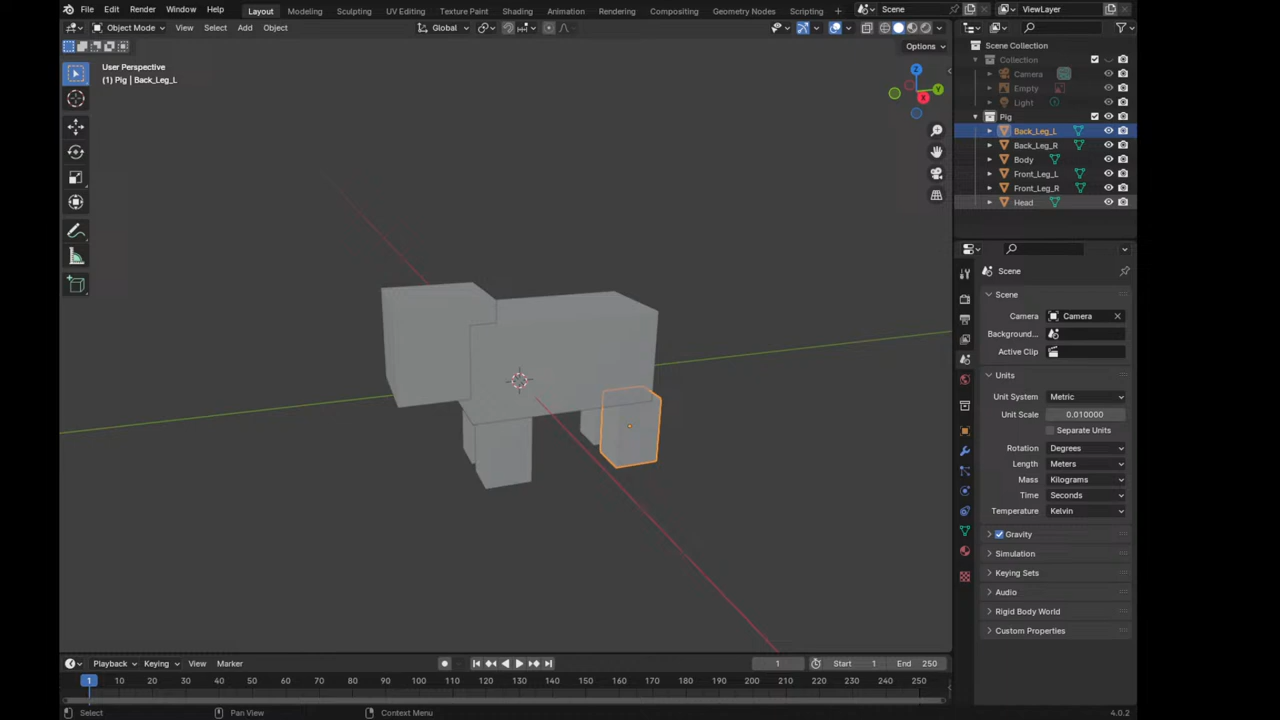 File Edit Render Window Help Layout Modeling Sculpting UV Editing Texture Paint Shading Animation Rendering Compositing Geometry Nodes Scripting + Scene ViewLayer
Object Mode View Select Add Object Global
Options
User Perspective
(1) Pig | Back_Leg_L
Z
Y
X
Scene Collection
Collection
Camera
Empty
Light
Pig
Back_Leg_L
Back_Leg_R
Body
Front_Leg_L
Front_Leg_R
Head
Scene
Scene
Camera Camera
Background...
Active Clip
Units
Unit System Metric
Unit Scale 0.010000
Separate Units
Rotation Degrees
Length Meters
Mass Kilograms
Time Seconds
Temperature Kelvin
Gravity
Simulation
Keying Sets
Audio
Rigid Body World
Custom Properties
Playback Keying View Marker 1 Start 1 End 250
1 10 20 30 40 50 60 70 80 90 100 110 120 130 140 150 160 170 180 190 200 210 220 230 240 250
Select Pan View Context Menu 4.0.2